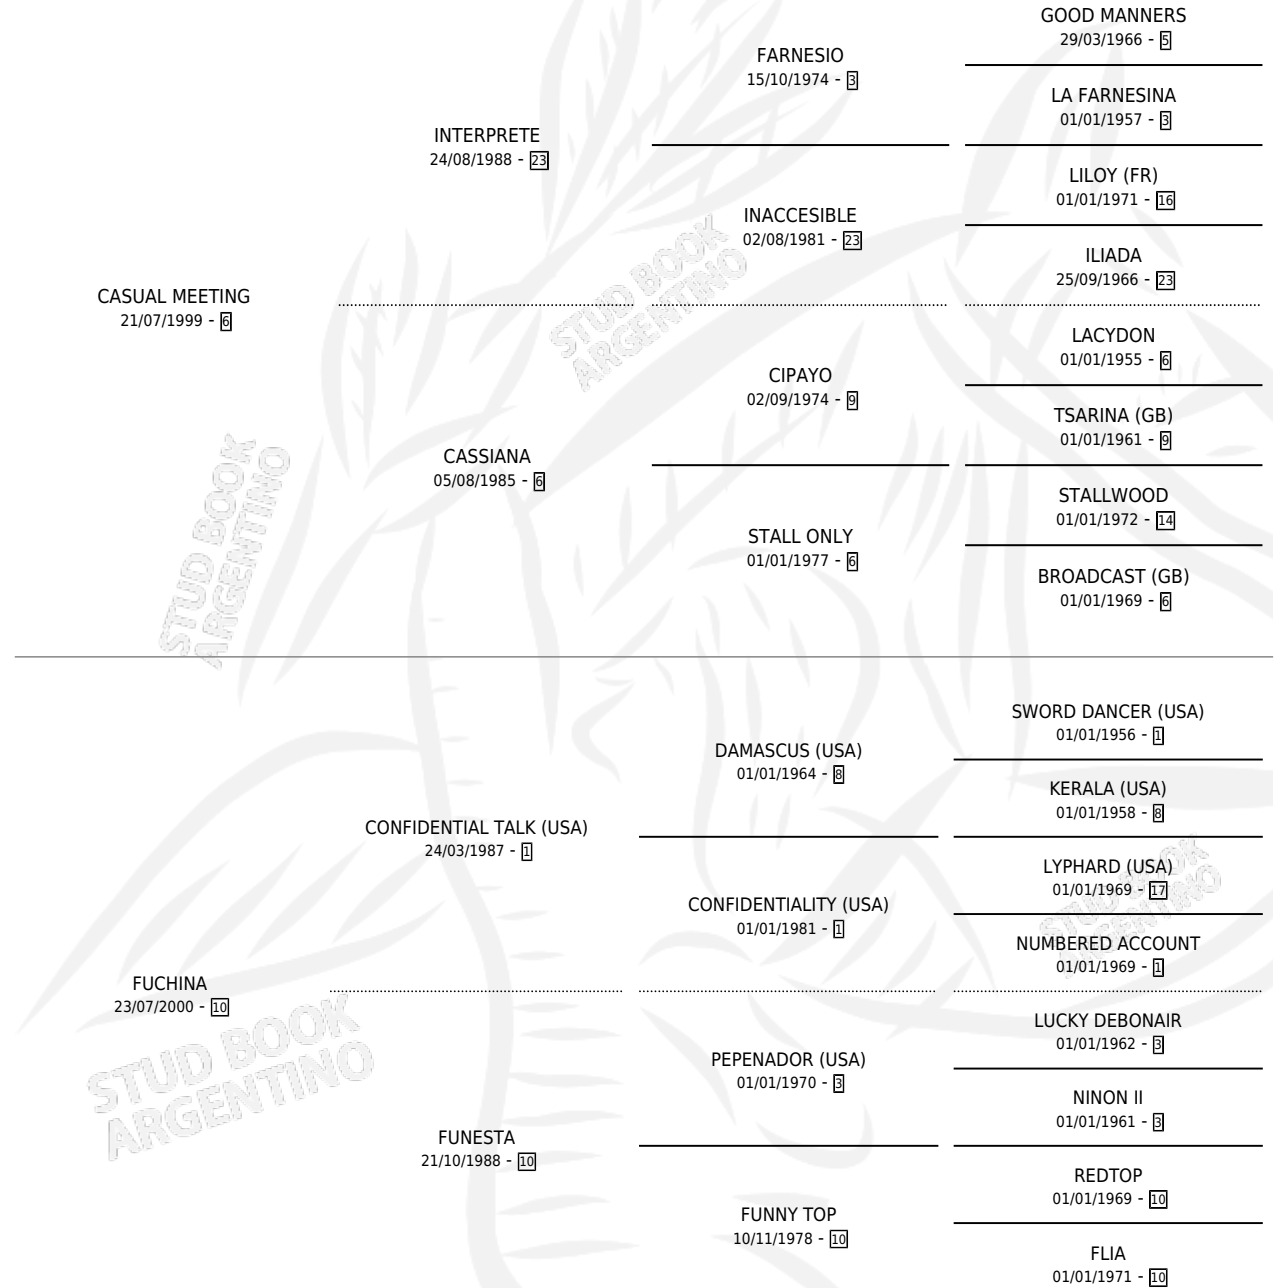 GOOD MANNERS
29/03/1966 - 5
FARNESIO
15/10/1974 - 3
LA FARNESINA
01/01/1957 - 3
INTERPRETE
24/08/1988 - 23
LILOY (FR)
01/01/1971 - 16
INACCESIBLE
02/08/1981 - 23
ILIADA
25/09/1966 - 23
CASUAL MEETING
21/07/1999 - 6
LACYDON
01/01/1955 - 6
CIPAYO
02/09/1974 - 9
TSARINA (GB)
01/01/1961 - 9
CASSIANA
05/08/1985 - 6
STALLWOOD
01/01/1972 - 14
STALL ONLY
01/01/1977 - 6
BROADCAST (GB)
01/01/1969 - 6
SWORD DANCER (USA)
01/01/1956 - 1
DAMASCUS (USA)
01/01/1964 - 8
KERALA (USA)
01/01/1958 - 8
CONFIDENTIAL TALK (USA)
24/03/1987 - 1
LYPHARD (USA)
01/01/1969 - 17
CONFIDENTIALITY (USA)
01/01/1981 - 1
NUMBERED ACCOUNT
01/01/1969 - 1
FUCHINA
23/07/2000 - 10
LUCKY DEBONAIR
01/01/1962 - 3
PEPENADOR (USA)
01/01/1970 - 3
NINON II
01/01/1961 - 3
FUNESTA
21/10/1988 - 10
REDTOP
01/01/1969 - 10
FUNNY TOP
10/11/1978 - 10
FLIA
01/01/1971 - 10
STUD BOOK
ARGENTINO
STUD BOOK
ARGENTINO
STUD BOOK
ARGENTINO
STUD BOOK
ARGENTINO